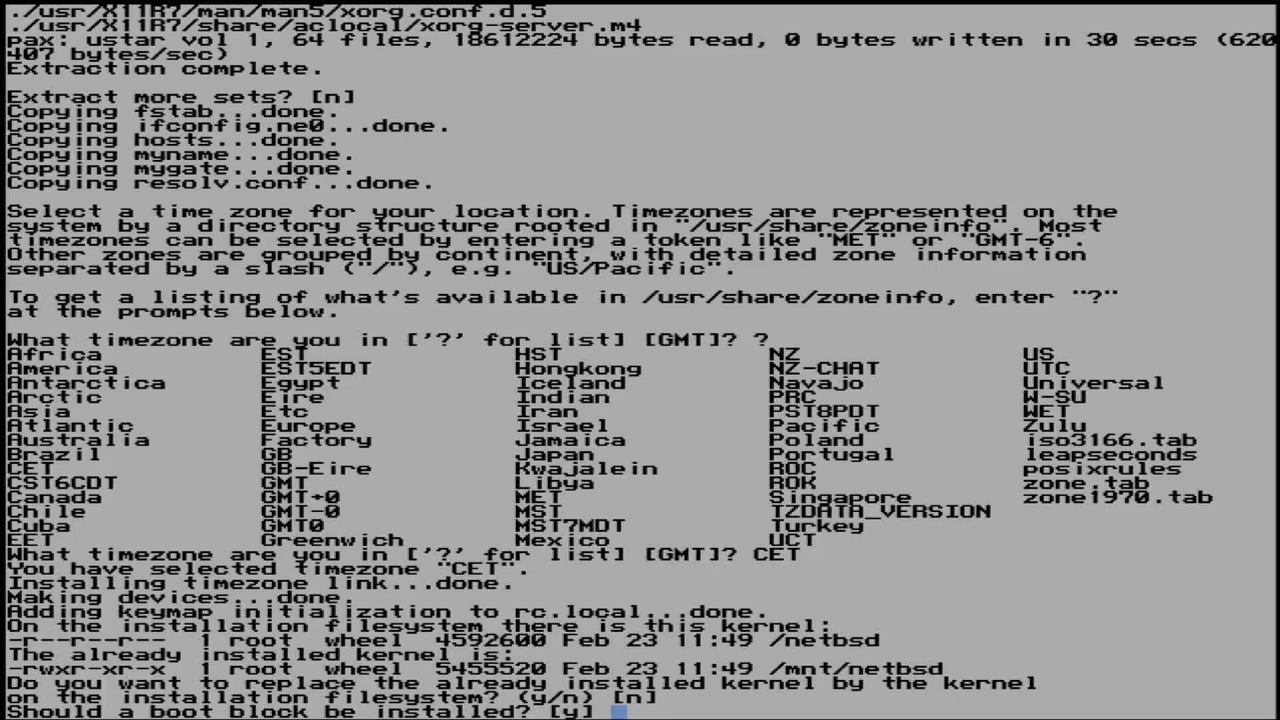 ./usr/X11R7/man/man5/xorg.conf.d.5
./usr/X11R7/share/aclocal/xorg-server.m4
pax: ustar vol 1, 64 files, 18612224 bytes read, 0 bytes written in 30 secs (620
407 bytes/sec)
Extraction complete.
Extract more sets? [n]
Copying fstab...done.
Copying ifconfig.ne0...done.
Copying hosts...done.
Copying myname...done.
Copying mygate...done.
Copying resolv.conf...done.
Select a time zone for your location. Timezones are represented on the
system by a directory structure rooted in "/usr/share/zoneinfo". Most
timezones can be selected by entering a token like "MET" or "GMT-6".
Other zones are grouped by continent, with detailed zone information
separated by a slash ("/"), e.g. "US/Pacific".
To get a listing of what's available in /usr/share/zoneinfo, enter "?"
at the prompts below.
What timezone are you in ['?' for list] [GMT]? ?
Africa EST HST NZ US
America EST5EDT Hongkong NZ-CHAT UTC
Antarctica Egypt Iceland Navajo Universal
Arctic Eire Indian PRC W-SU
Asia Etc Iran PST8PDT WET
Atlantic Europe Israel Pacific Zulu
Australia Factory Jamaica Poland iso3166.tab
Brazil GB Japan Portugal leapseconds
CET GB-Eire Kwajalein ROC posixrules
CST6CDT GMT Libya ROK zone.tab
Canada GMT+0 MET Singapore zone1970.tab
Chile GMT-0 MST TZDATA_VERSION
Cuba GMT0 MST7MDT Turkey
EET Greenwich Mexico UCT
What timezone are you in ['?' for list] [GMT]? CET
You have selected timezone "CET".
Installing timezone link...done.
Making devices...done.
Adding keymap initialization to rc.local...done.
On the installation filesystem there is this kernel:
-r--r--r-- 1 root wheel 4592600 Feb 23 11:49 /netbsd
The already installed kernel is:
-rwxr-xr-x 1 root wheel 5455520 Feb 23 11:49 /mnt/netbsd
Do you want to replace the already installed kernel by the kernel
on the installation filesystem? (y/n) [n]
Should a boot block be installed? [y]